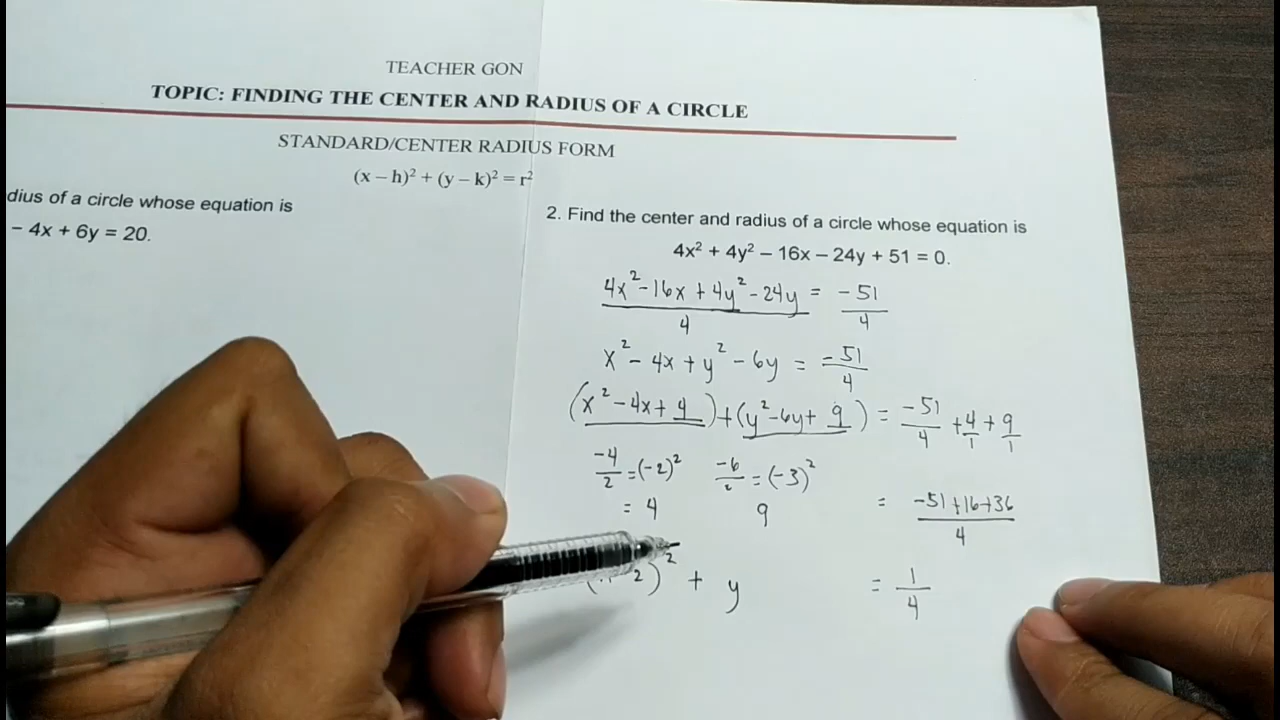 TEACHER GON
TOPIC: FINDING THE CENTER AND RADIUS OF A CIRCLE
STANDARD/CENTER RADIUS FORM
(x – h)² + (y – k)² = r²
dius of a circle whose equation is
– 4x + 6y = 20.
2. Find the center and radius of a circle whose equation is
4x² + 4y² – 16x – 24y + 51 = 0.
4x² - 16x + 4y² - 24y = -51
4 4
x² - 4x + y² - 6y = -51
4
(x² - 4x + 4) + (y² - 6y + 9) = -51/4 + 4/1 + 9/1
-4/2 = (-2)² -6/2 = (-3)²
= 4 9 = -51+16+36
4
2)² + y = 1/4